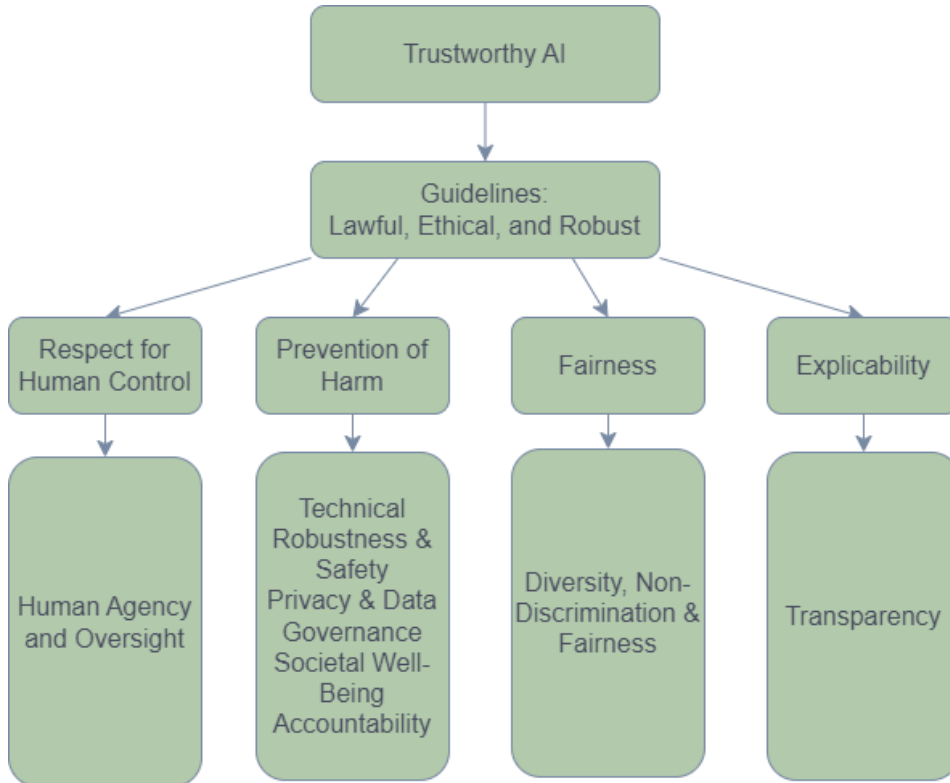 Trustworthy AI
Guidelines:
Lawful, Ethical, and Robust
Respect for
Human Control
Prevention of
Harm
Fairness
Explicability
Human Agency
and Oversight
Technical
Robustness &
Safety
Privacy & Data
Governance
Societal Well-
Being
Accountability
Diversity, Non-
Discrimination &
Fairness
Transparency